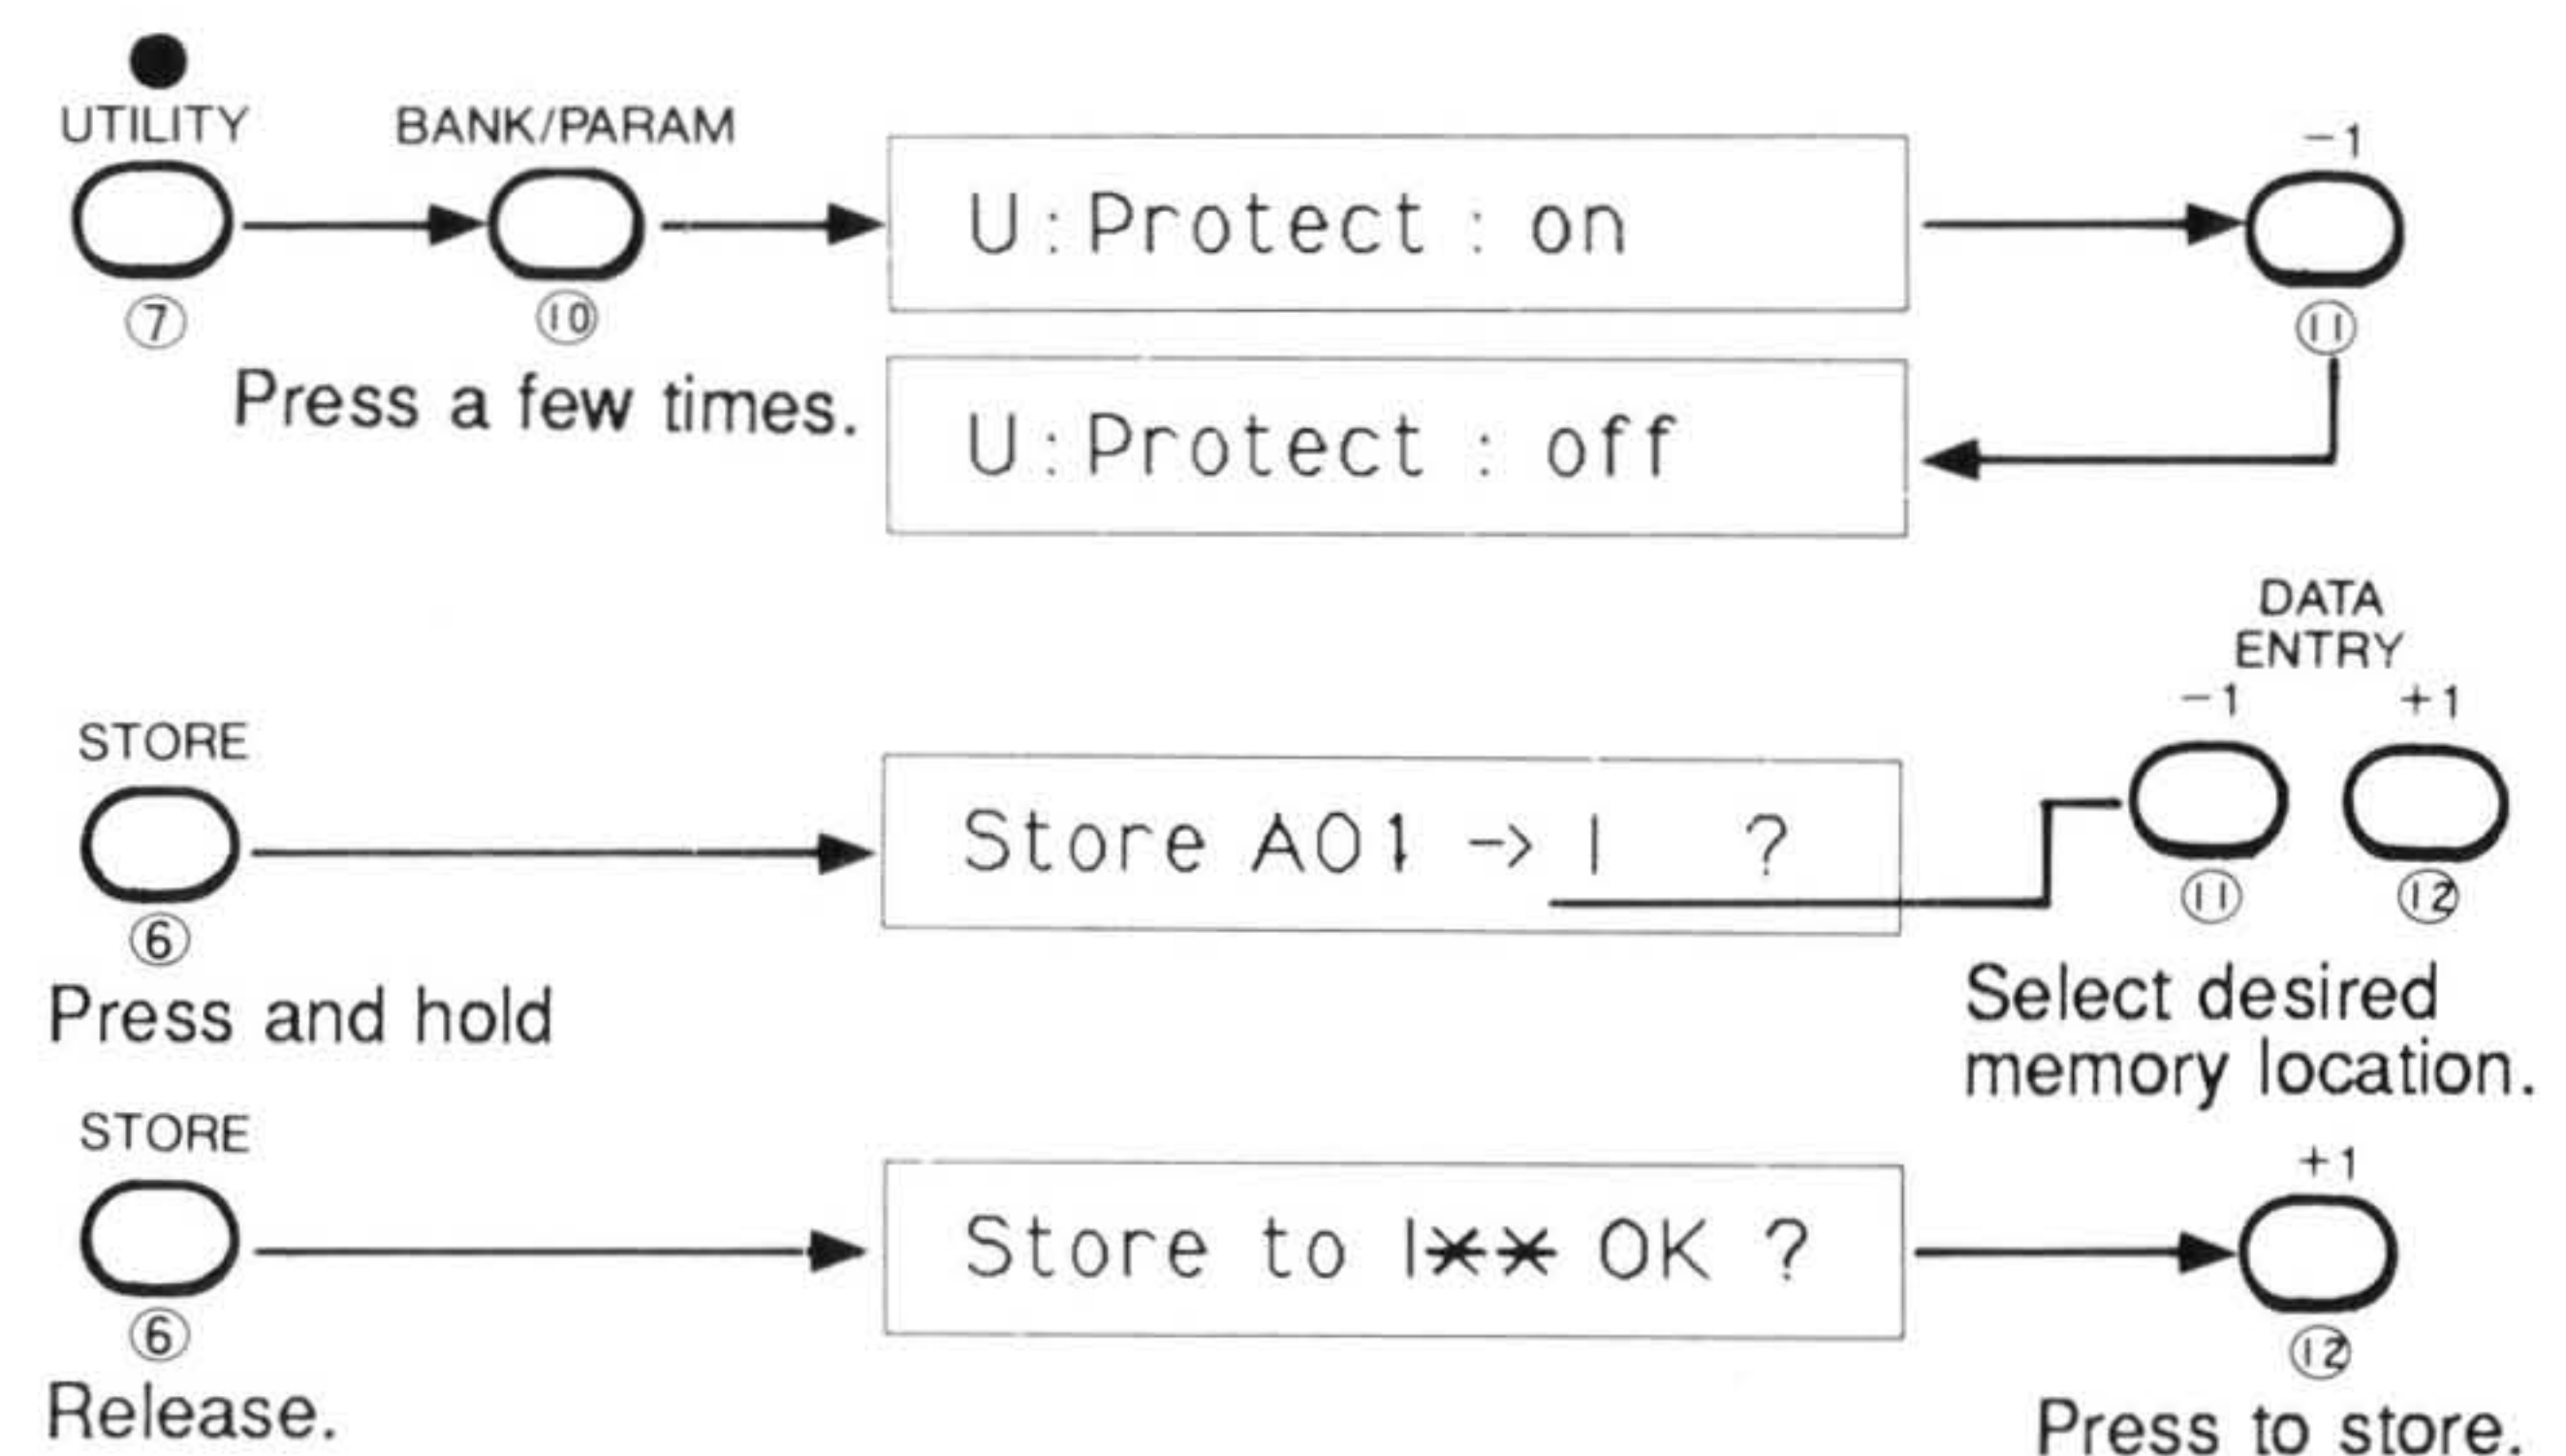 UTILITY BANK/PARAM -1
U:Protect : on
⑦ ⑩ ⑪
Press a few times.
U:Protect : off
DATA
ENTRY
-1 +1
STORE
Store A01 -> I ?
⑥ ⑪ ⑫
Press and hold
Select desired
memory location.
STORE +1
Store to I** OK ?
⑥ ⑫
Release.
Press to store.